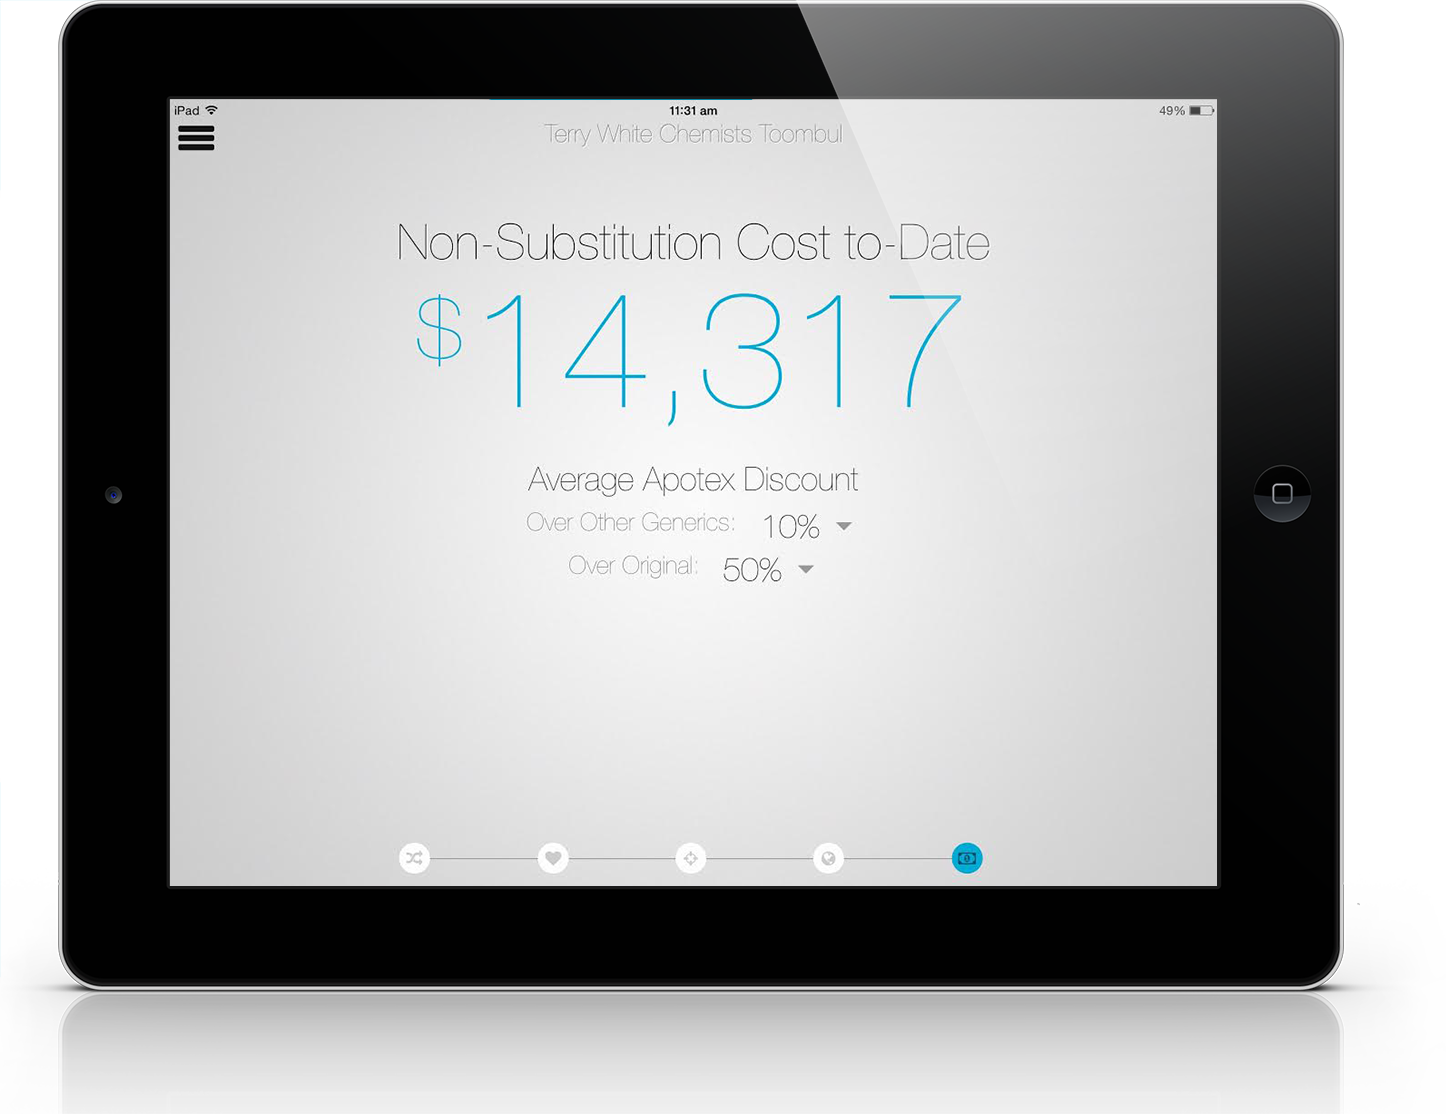 iPad 11:31 am 49%
Terry White Chemists Toombul
Non-Substitution Cost to-Date
$14,317
Average Apotex Discount
Over Other Generics: 10%
Over Original: 50%